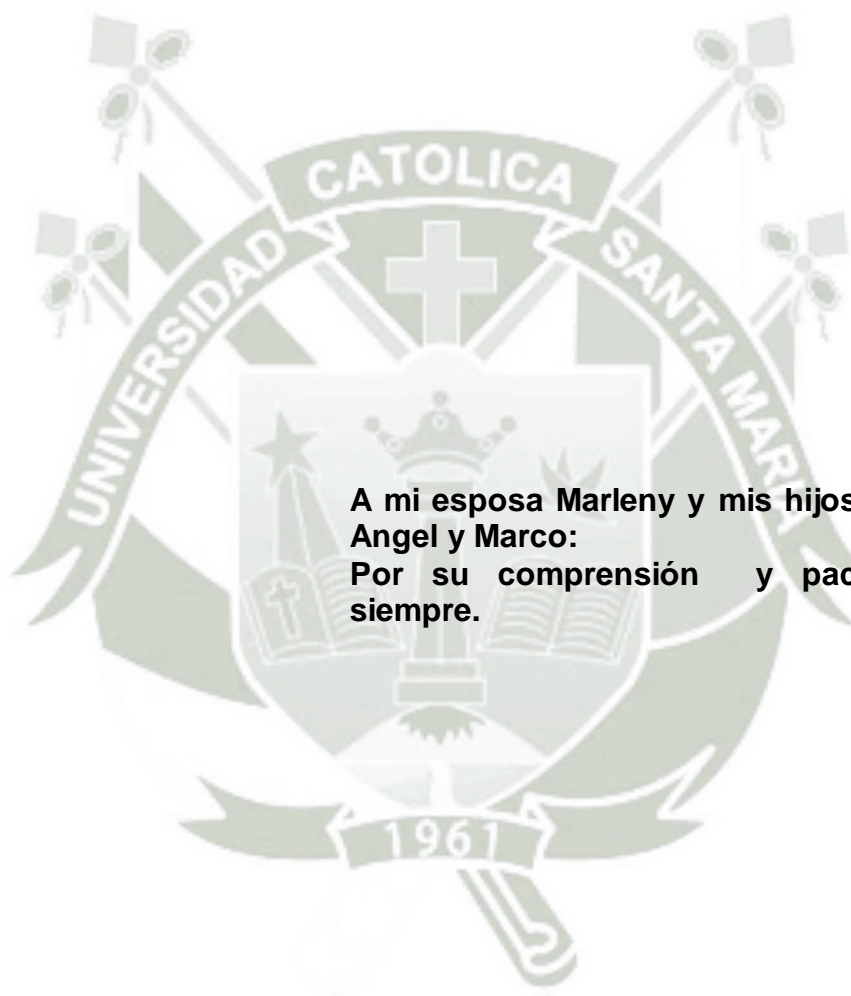 CATOLICA
UNIVERSIDAD
SANTA MARIA
A mi esposa Marleny y mis hijos
Angel y Marco:
Por su comprensión y pac
siempre.
1961